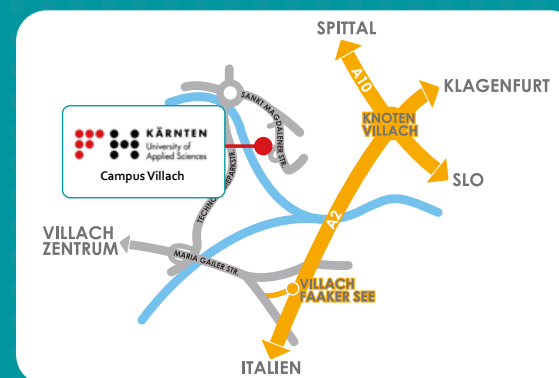 SPITTAL
A10
KLAGENFURT
SANKT MAGDALENER STR.
KNOTEN
VILLACH
KÄRNTEN
University of
Applied Sciences
Campus Villach
SLO
VILLACH
ZENTRUM
A2
MARIA GAILER STR.
VILLACH
FAAKER SEE
ITALIEN